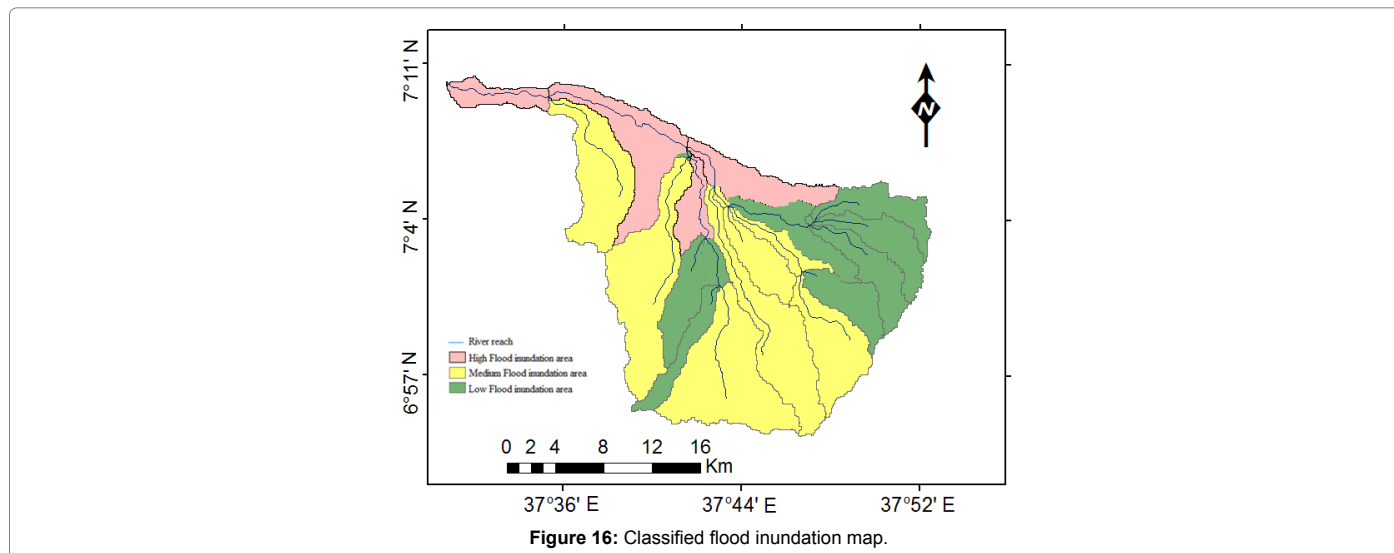 7°11' N
7°4' N
6°57' N
N
River reach
High Flood inundation area
Medium Flood inundation area
Low Flood inundation area
0 2 4 8 12 16
Km
37°36' E 37°44' E 37°52' E
Figure 16: Classified flood inundation map.